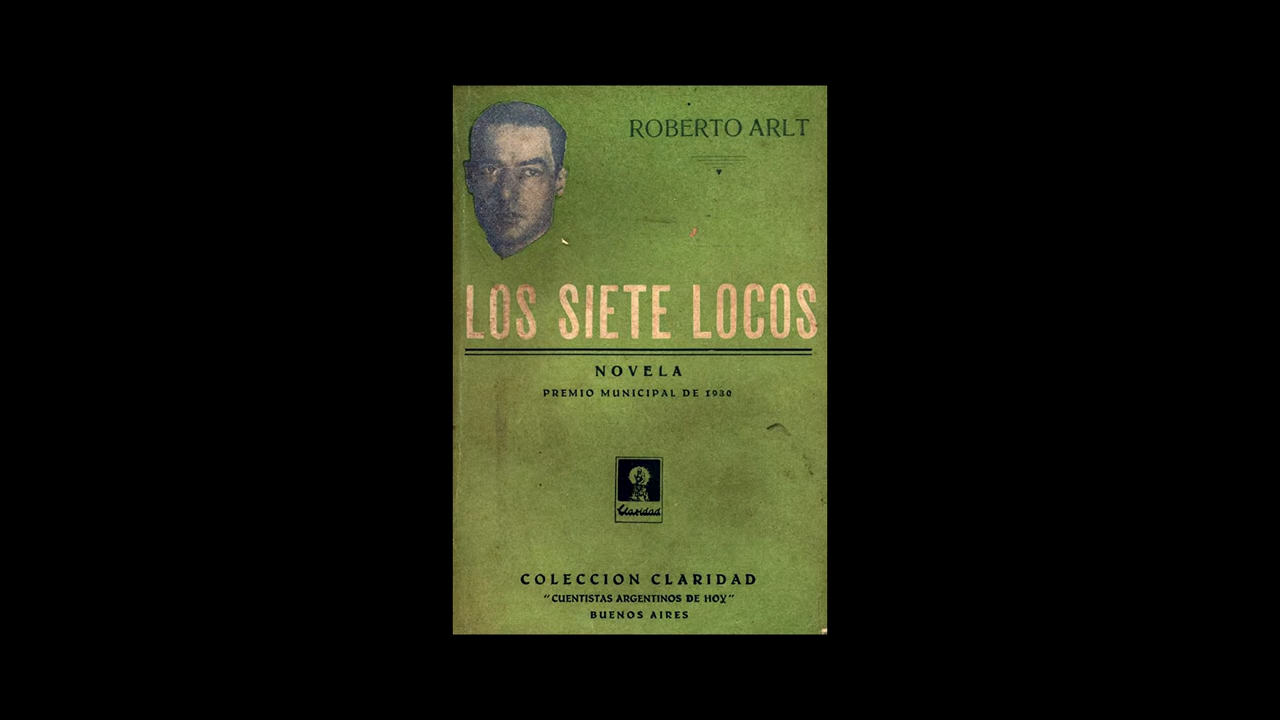 ROBERTO ARLT
LOS SIETE LOCOS
NOVELA
PREMIO MUNICIPAL DE 1930
Claridad
COLECCION CLARIDAD
"CUENTISTAS ARGENTINOS DE HOY"
BUENOS AIRES